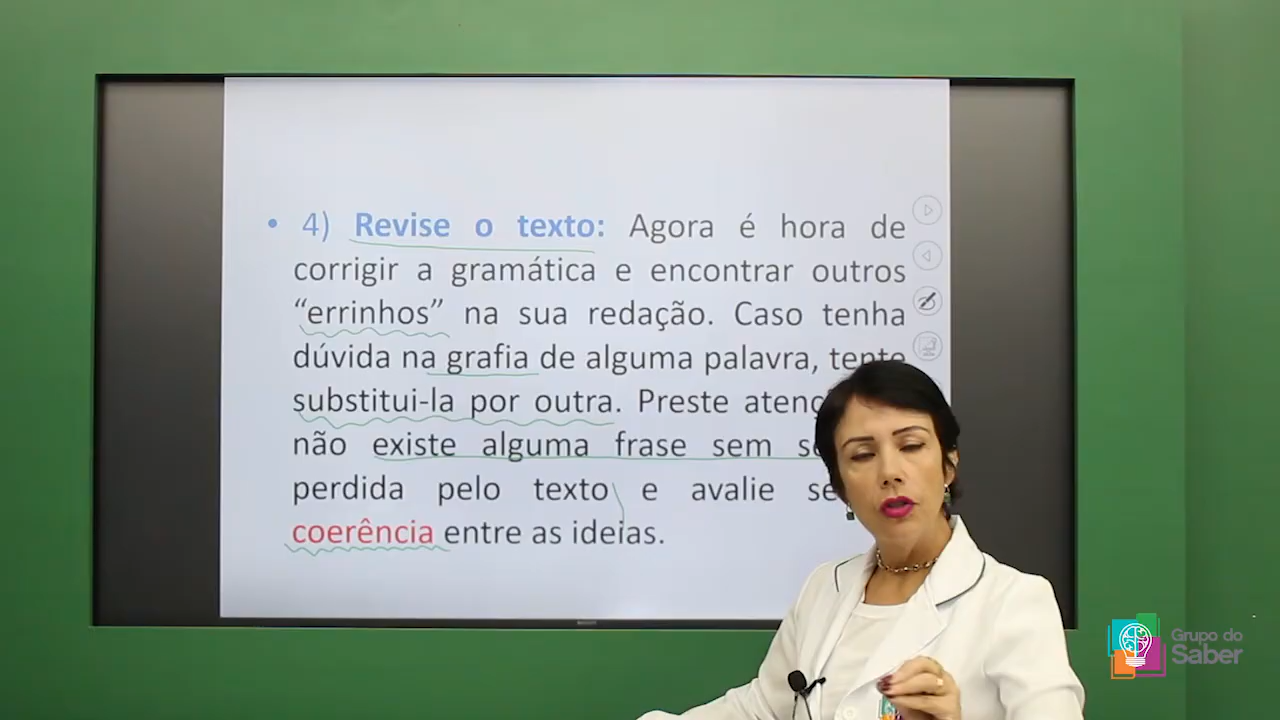 • 4) Revise o texto: Agora é hora de
corrigir a gramática e encontrar outros
“errinhos” na sua redação. Caso tenha
dúvida na grafia de alguma palavra, tente
substitui-la por outra. Preste
não existe alguma frase sem
perdida pelo texto e avalie
coerência entre as ideias.
Grupo do
Saber